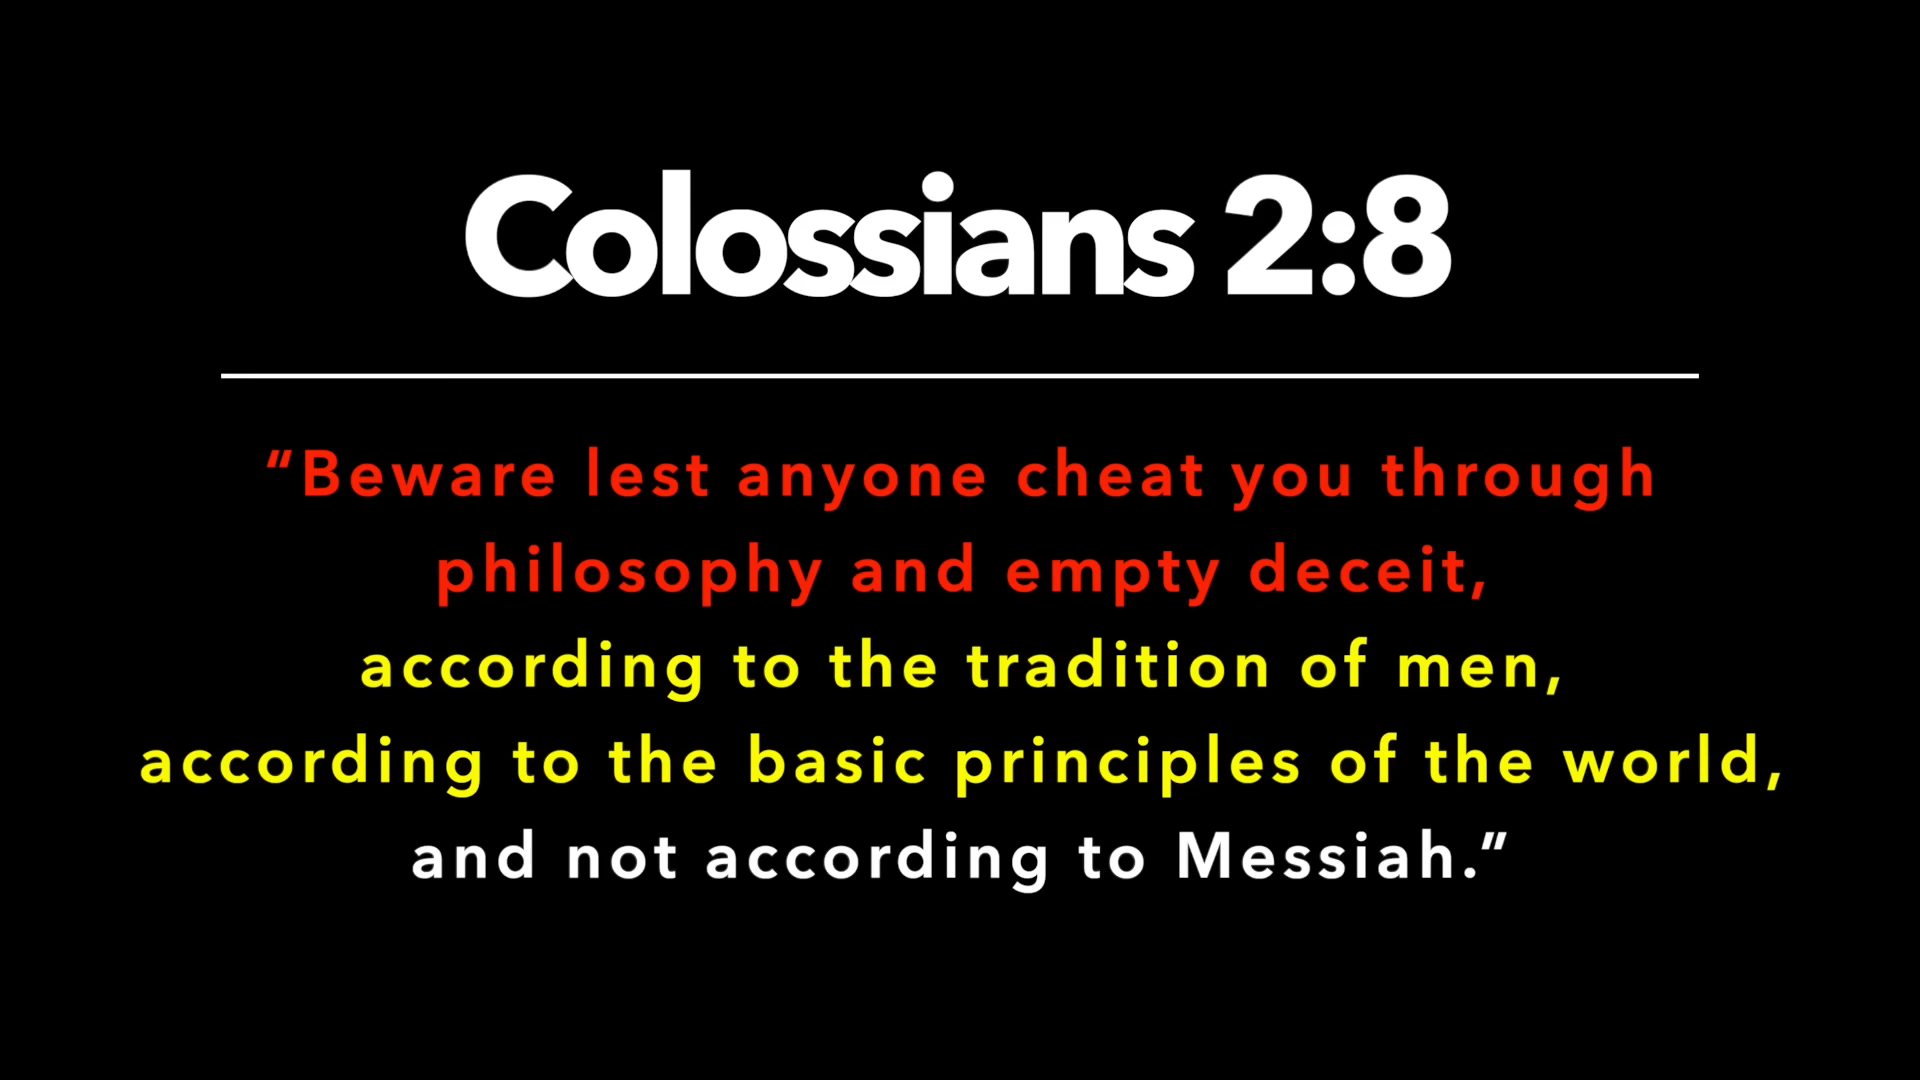 Colossians 2:8
“Beware lest anyone cheat you through
philosophy and empty deceit,
according to the tradition of men,
according to the basic principles of the world,
and not according to Messiah.”